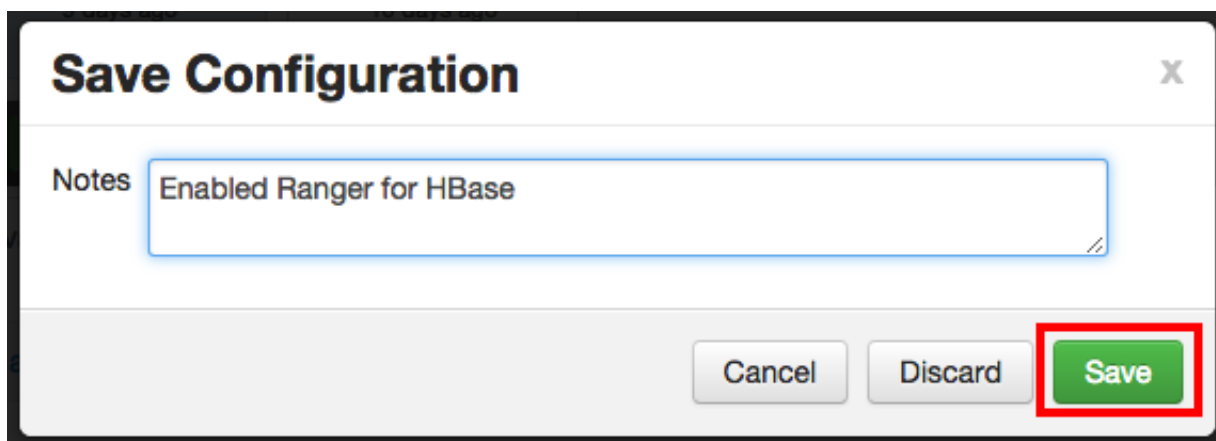 Save Configuration
x
Notes
Enabled Ranger for HBase
Cancel
Discard
Save